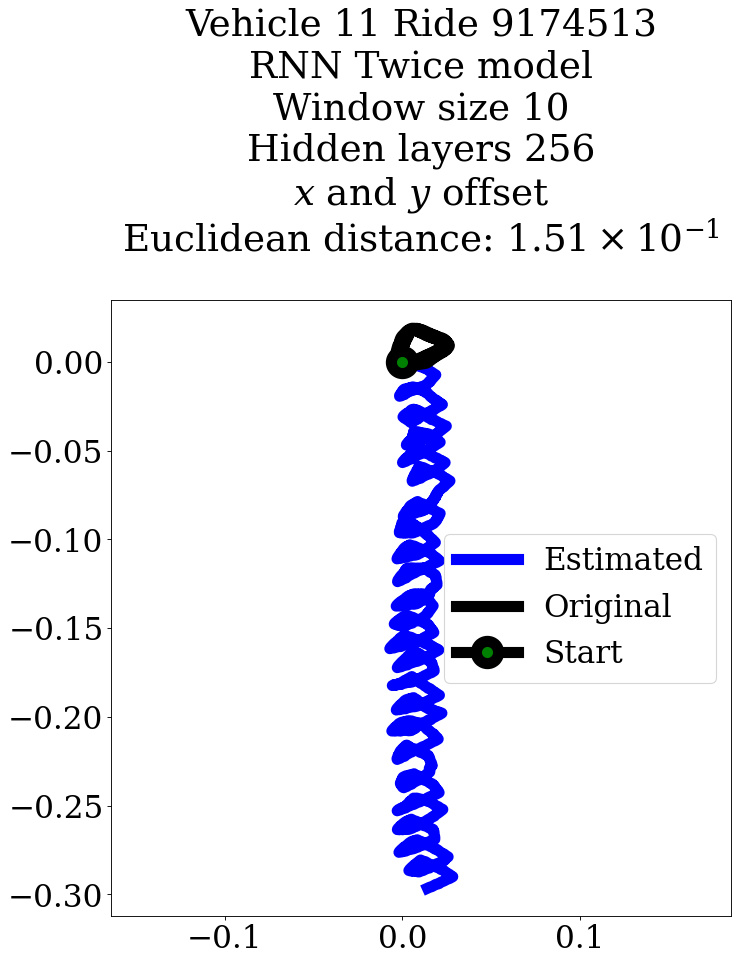 Vehicle 11 Ride 9174513
RNN Twice model
Window size 10
Hidden layers 256
x and y offset
Euclidean distance: 1.51 × 10⁻¹
0.00
−0.05
−0.10
−0.15
−0.20
−0.25
−0.30
Estimated
Original
Start
−0.1 0.0 0.1